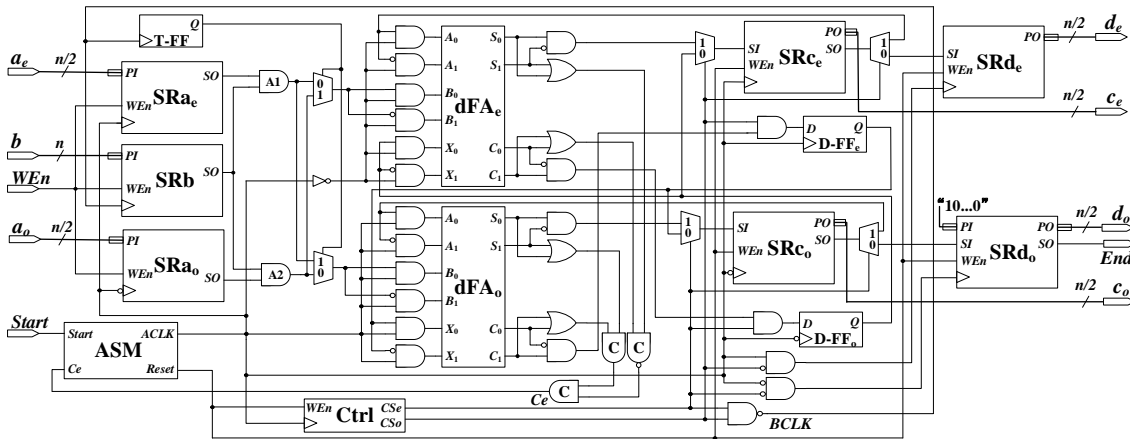 T-FF Q
a_e n/2 PI SO WEn SRa_e
b n PI SO WEn SRb
WEn
a_o n/2 PI SRa_o WEn SO
A1
A2
0 1
1 0
A_0 S_0
A_1 S_1
B_0
dFA_e
B_1
X_0 C_0
X_1 C_1
A_0 S_0
A_1 S_1
B_0
dFA_o
B_1
X_0 C_0
X_1 C_1
1 0
SRc_e PO
SI SO
WEn
1 0
SRd_e PO n/2 d_e
SI
WEn
n/2 c_e
D Q
D-FF_e
1 0
SRc_o PO
SI SO
WEn
1 0
"10...0"
PI PO n/2 d_o
SI SO End
WEn SRd_o
n/2 c_o
D Q
D-FF_o
Start Start ACLK
ASM
Ce Reset
C C
Ce C
WEn CSe
Ctrl
CSo
BCLK